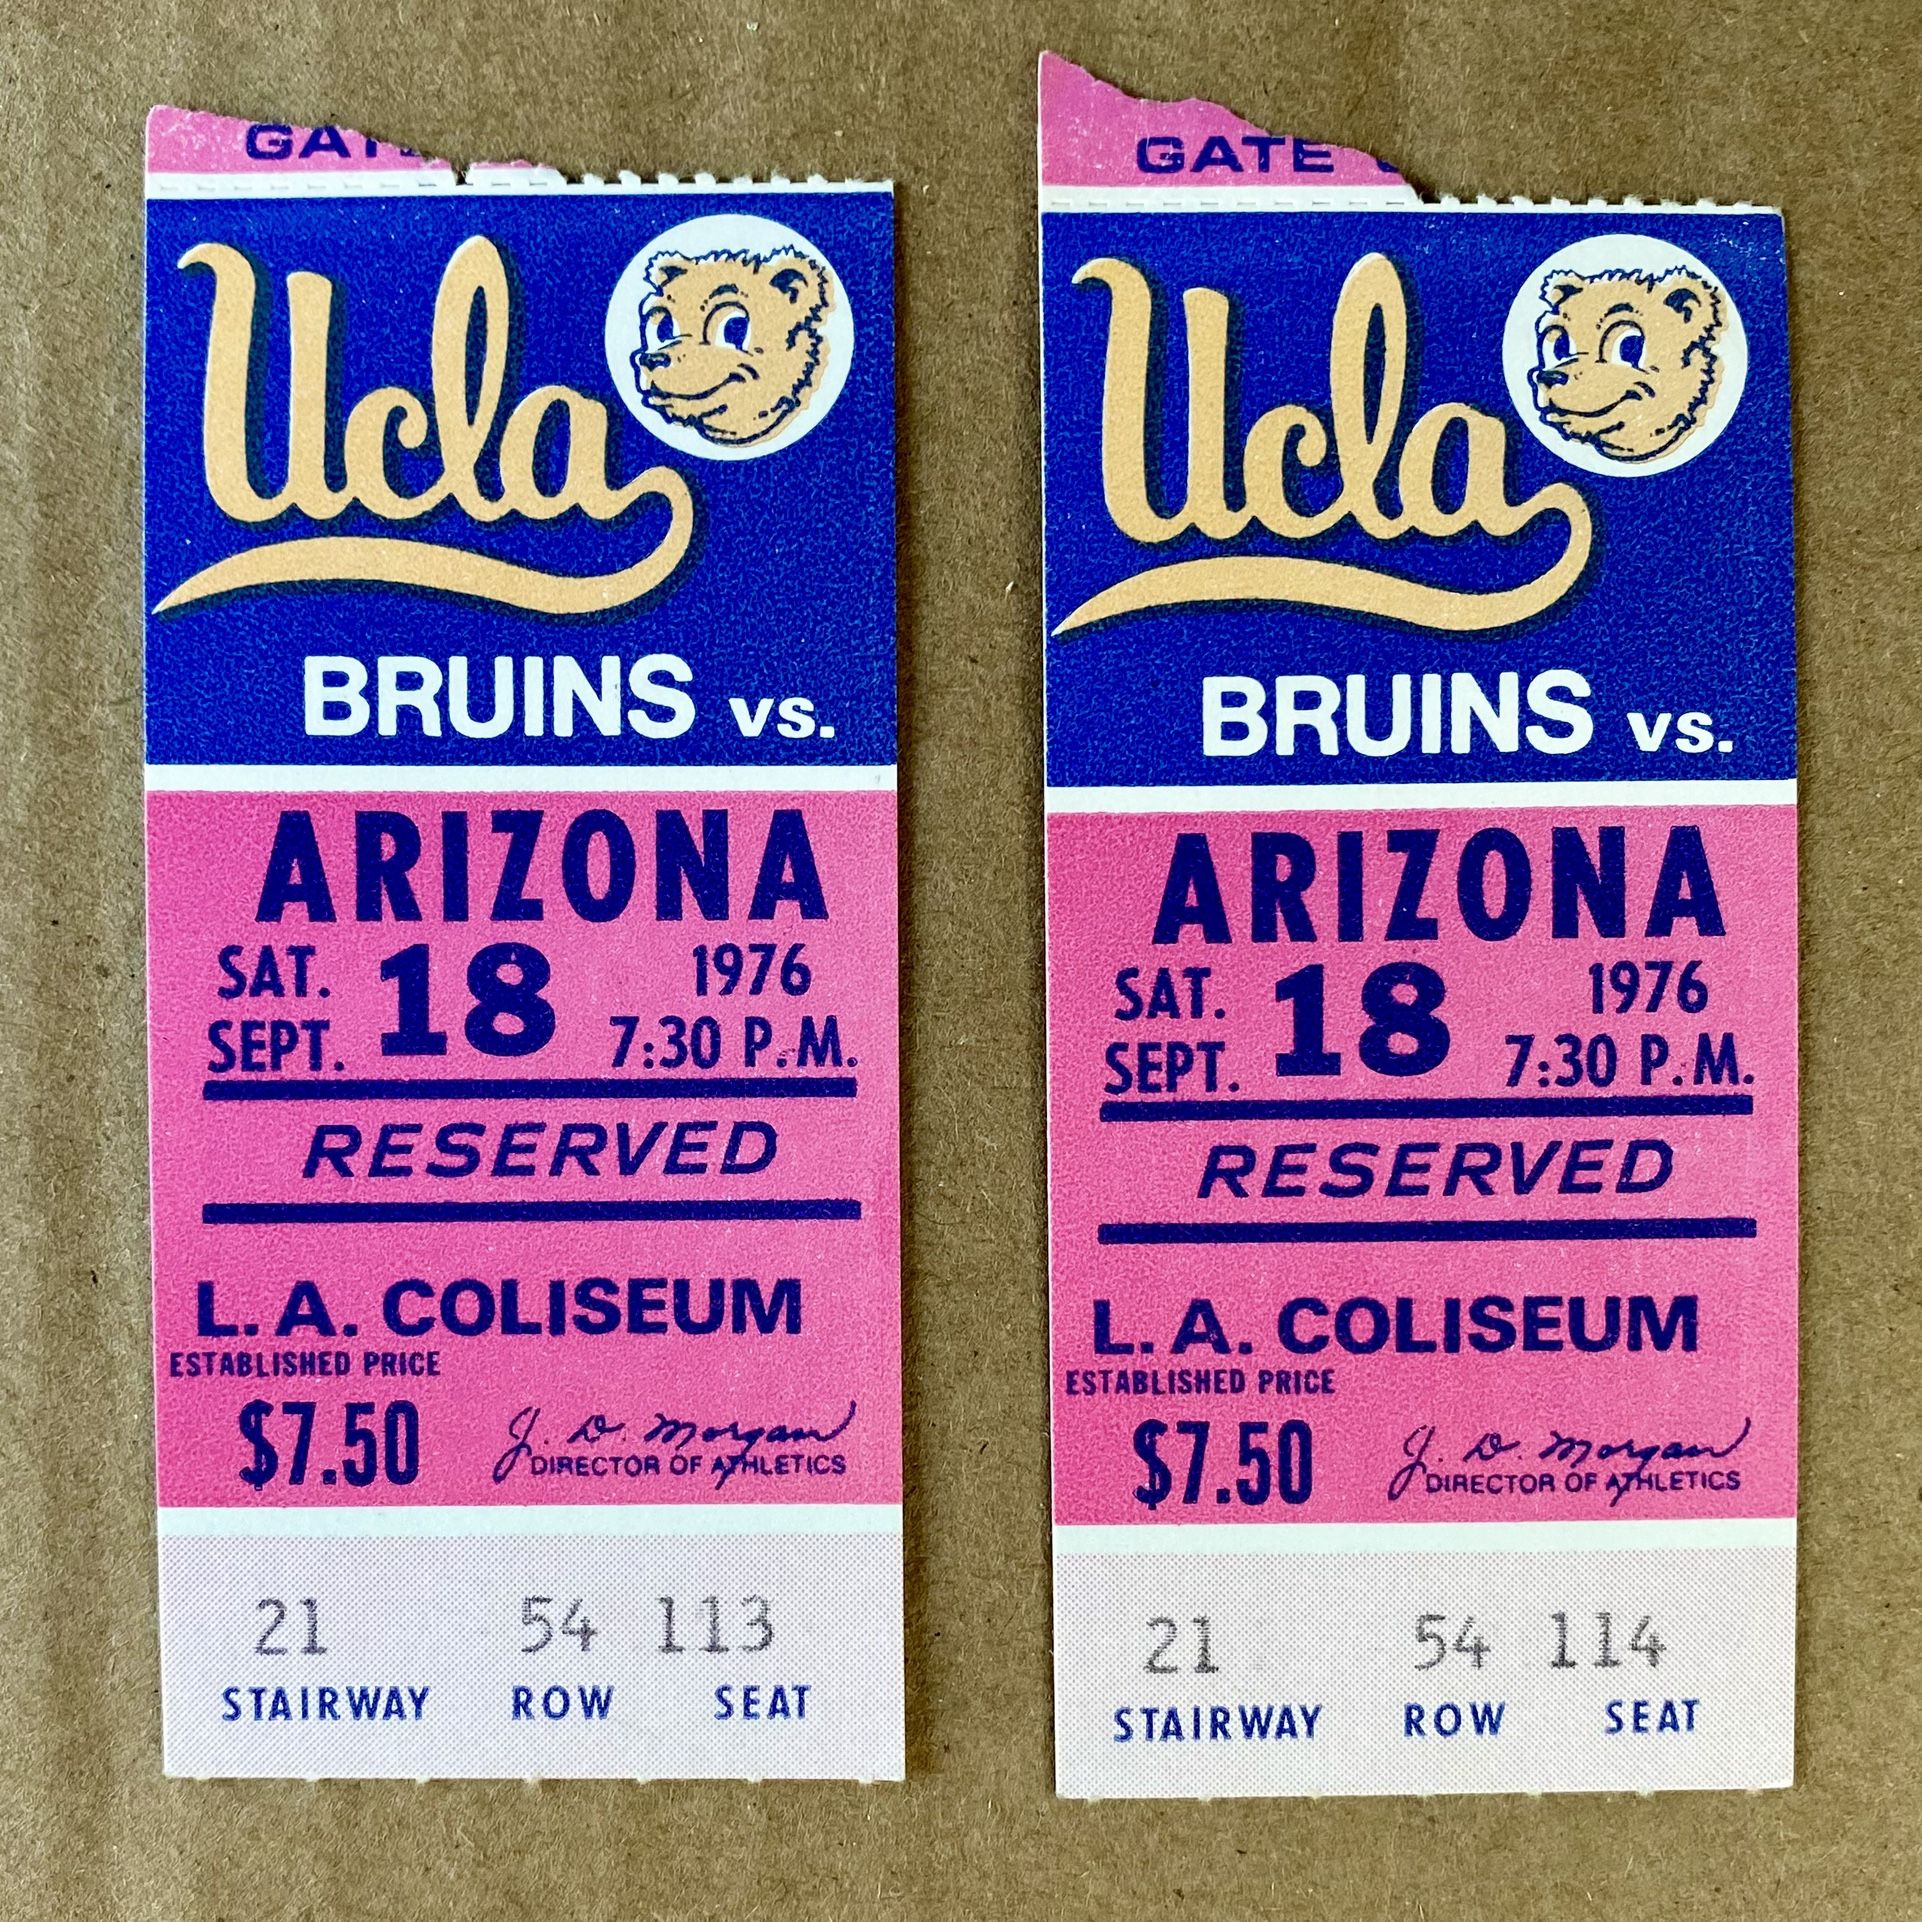 GATE
Ucla
BRUINS vs.
ARIZONA
SAT. SEPT. 18 1976
7:30 P.M.
RESERVED
L. A. COLISEUM
ESTABLISHED PRICE
$7.50
J. D. Morgan
DIRECTOR OF ATHLETICS
21 54 113
STAIRWAY ROW SEAT
GATE
Ucla
BRUINS vs.
ARIZONA
SAT. SEPT. 18 1976
7:30 P.M.
RESERVED
L. A. COLISEUM
ESTABLISHED PRICE
$7.50
J. D. Morgan
DIRECTOR OF ATHLETICS
21 54 114
STAIRWAY ROW SEAT